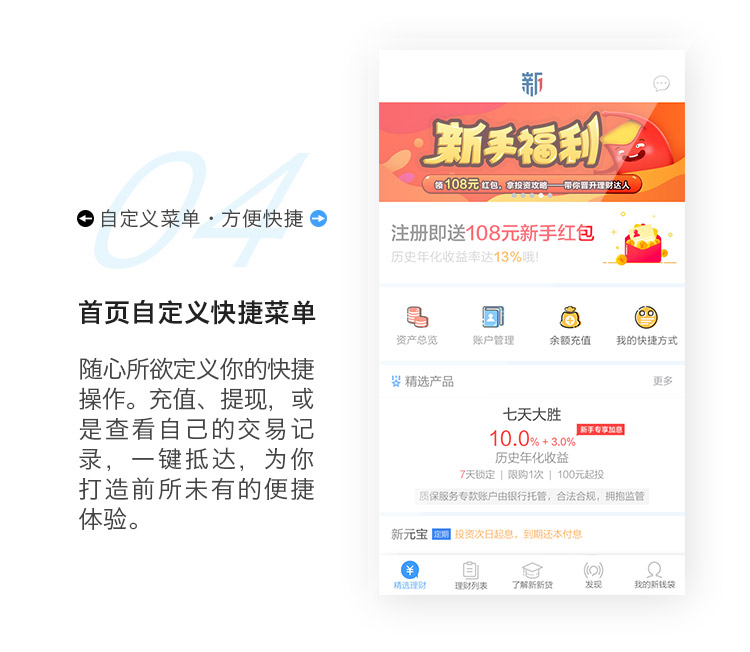 04
自定义菜单·方便快捷
首页自定义快捷菜单
随心所欲定义你的快捷
操作。充值、提现，或
是查看自己的交易记
录，一键抵达，为你
打造前所未有的便捷
体验。
新1
新手福利
领108元红包，拿投资攻略——带你晋升理财达人
注册即送108元新手红包
历史年化收益率达13%哦!
资产总览
账户管理
余额充值
我的快捷方式
精选产品
更多
七天大胜
10.0%+3.0%
新手专享加息
历史年化收益
7天锁定 | 限购1次 | 100元起投
质保服务专款账户由银行托管，合法合规，拥抱监管
新元宝 定期 投资次日起息、到期还本付息
¥
精选理财
理财列表
了解新新贷
发现
我的新钱袋